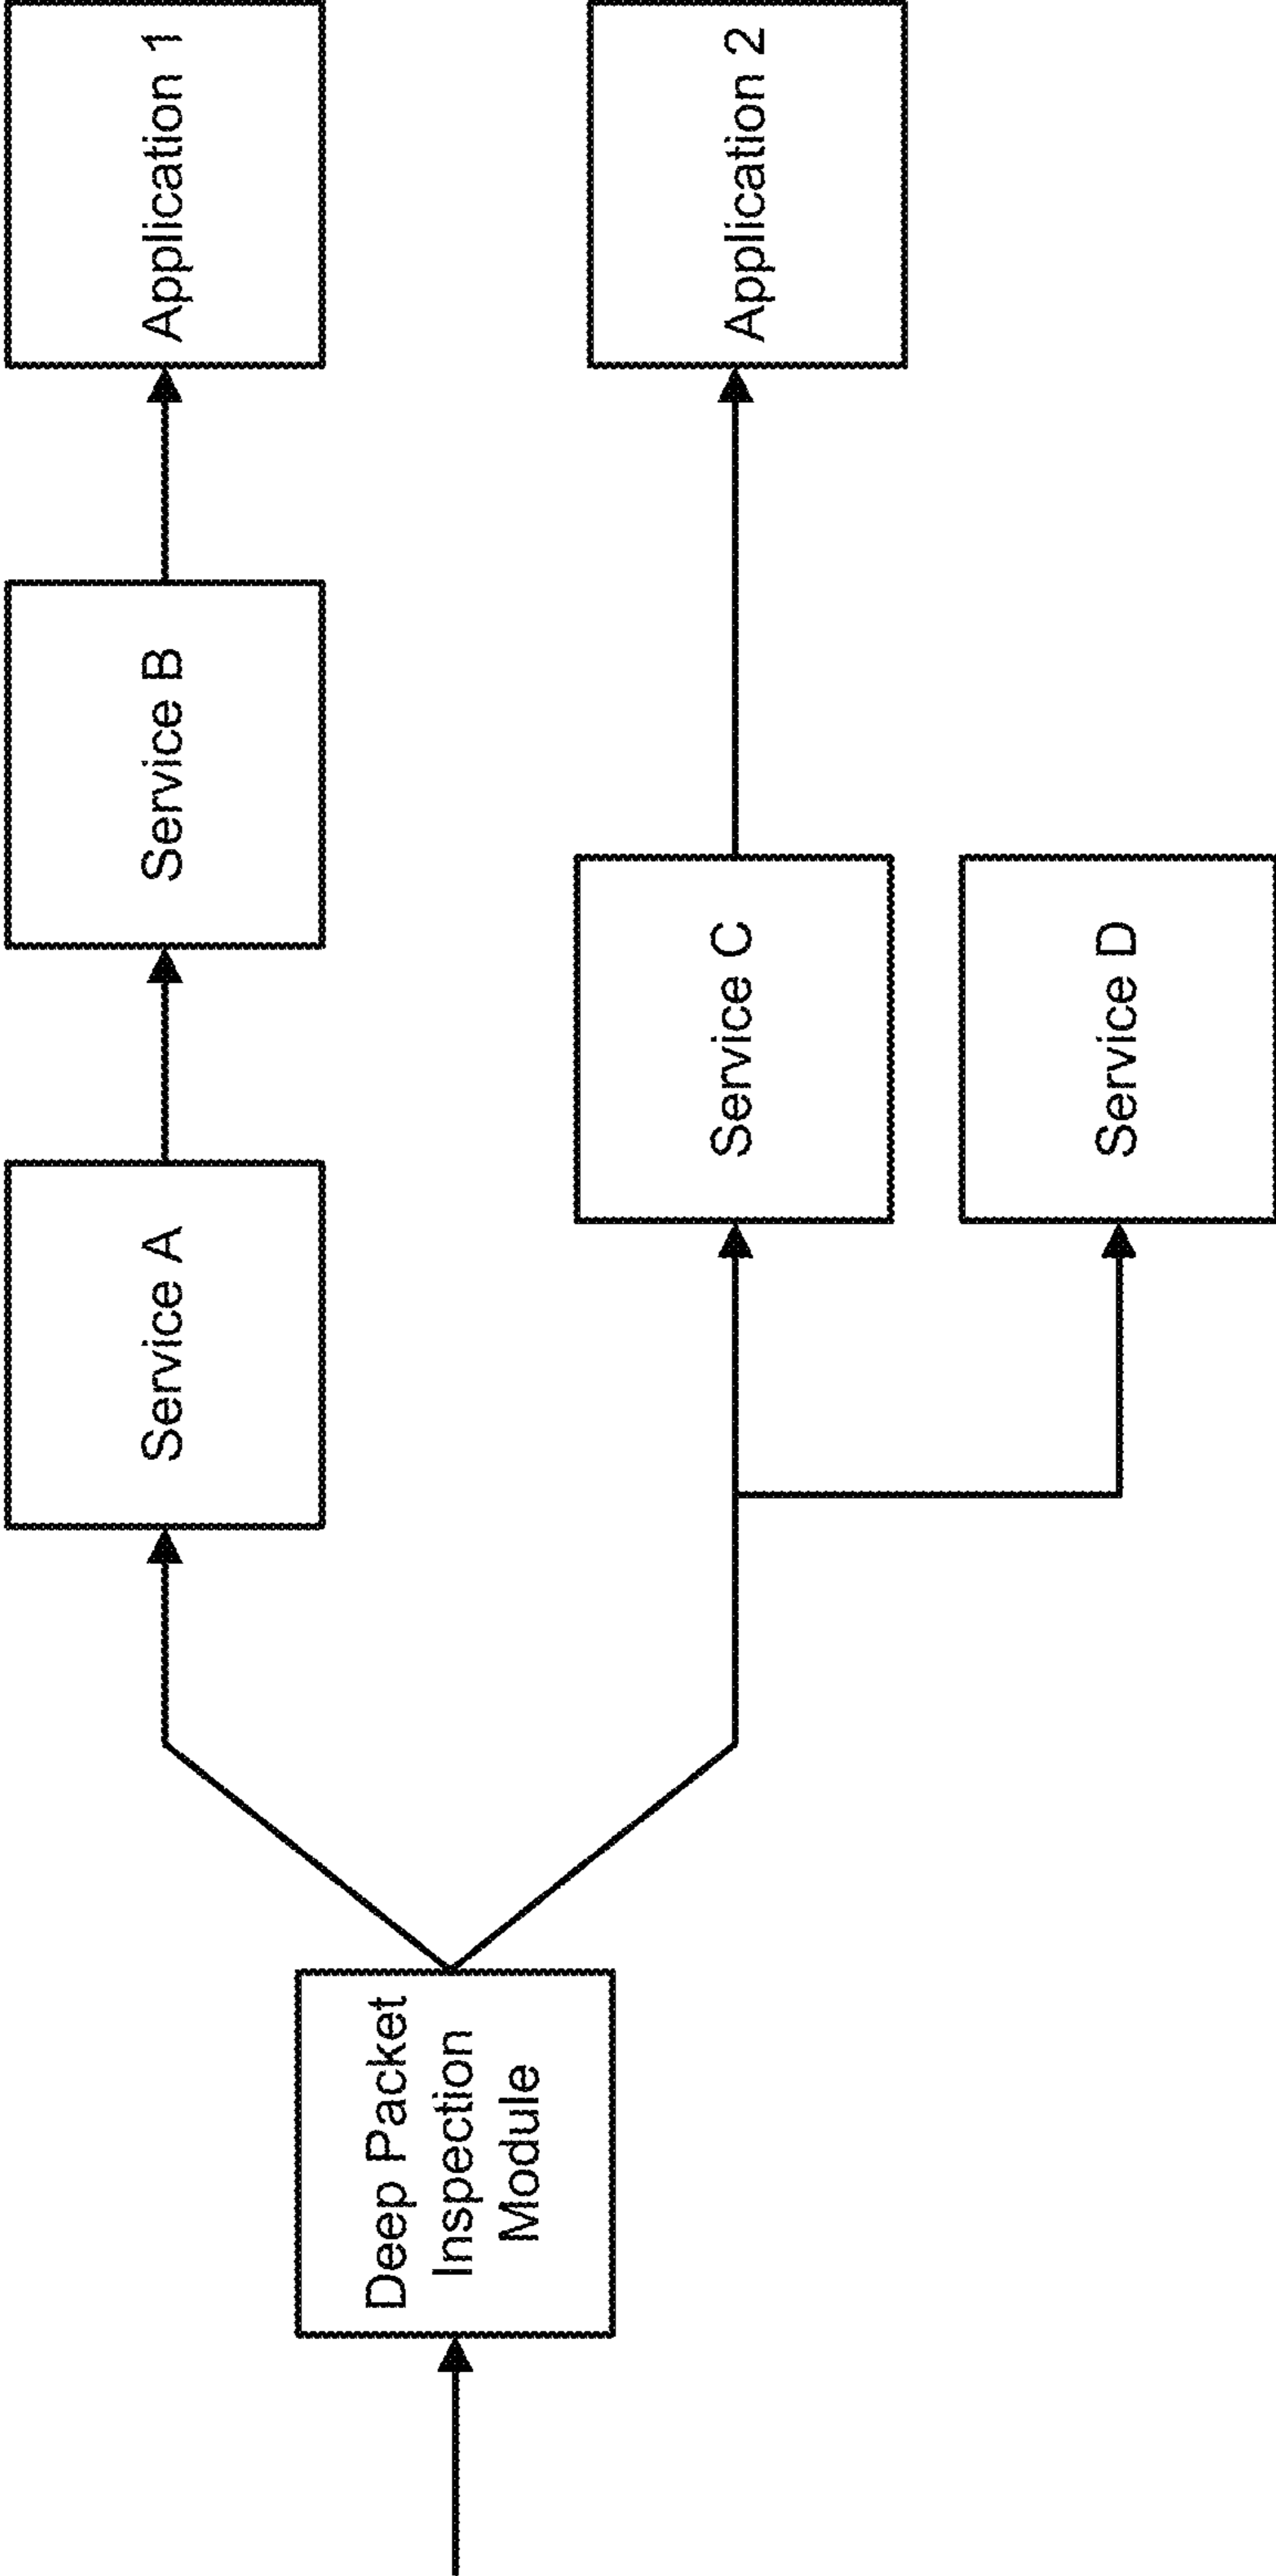 Deep Packet
Inspection
Module
Service A
Service B
Application 1
Service C
Application 2
Service D